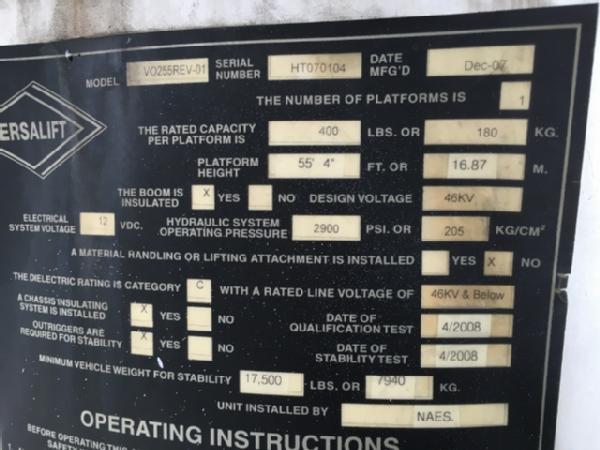 MODEL VO255REV-01 SERIAL NUMBER HT070104 DATE MFG'D Dec-07
THE NUMBER OF PLATFORMS IS 1
ERSALIFT
THE RATED CAPACITY PER PLATFORM IS 400 LBS. OR 180 KG.
PLATFORM HEIGHT 55' 4" FT. OR 16.87 M.
THE BOOM IS INSULATED X YES NO DESIGN VOLTAGE 46KV
ELECTRICAL SYSTEM VOLTAGE 12 VDC. HYDRAULIC SYSTEM OPERATING PRESSURE 2900 PSI. OR 205 KG/CM²
A MATERIAL HANDLING OR LIFTING ATTACHMENT IS INSTALLED YES X NO
THE DIELECTRIC RATING IS CATEGORY C WITH A RATED LINE VOLTAGE OF 46KV & Below
A CHASSIS INSULATING SYSTEM IS INSTALLED X YES NO DATE OF QUALIFICATION TEST 4/2008
OUTRIGGERS ARE REQUIRED FOR STABILITY X YES NO DATE OF STABILITY TEST 4/2008
MINIMUM VEHICLE WEIGHT FOR STABILITY 17,500 LBS. OR 7940 KG.
UNIT INSTALLED BY NAES.
OPERATING INSTRUCTIONS
BEFORE OPERATING THIS
SAFETY